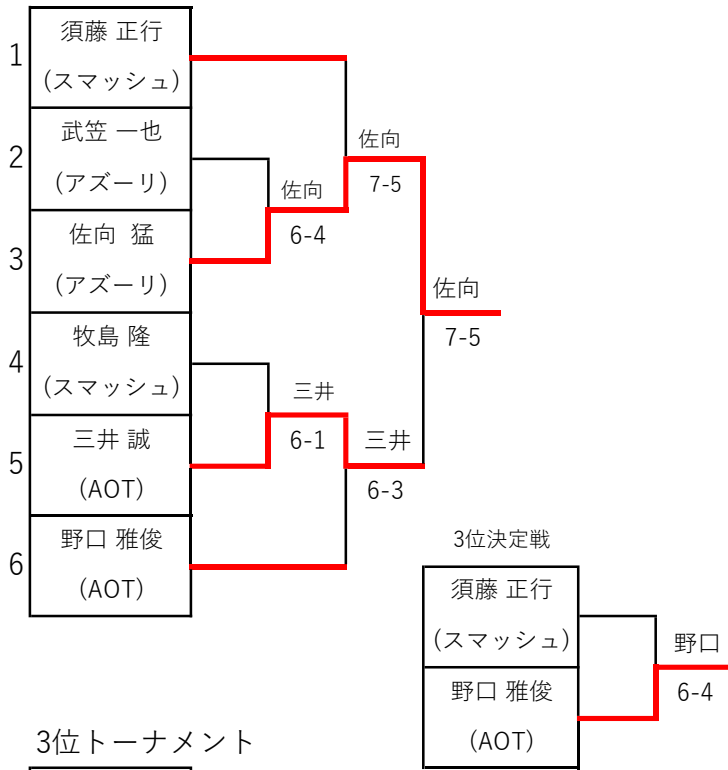 1
須藤 正行
(スマッシュ)
2
武笠 一也
(アズーリ)
3
佐向 猛
(アズーリ)
4
牧島 隆
(スマッシュ)
5
三井 誠
(AOT)
6
野口 雅俊
(AOT)
佐向
6-4
三井
6-1
佐向
7-5
三井
6-3
佐向
7-5
3位決定戦
須藤 正行
(スマッシュ)
野口 雅俊
(AOT)
野口
6-4
3位トーナメント